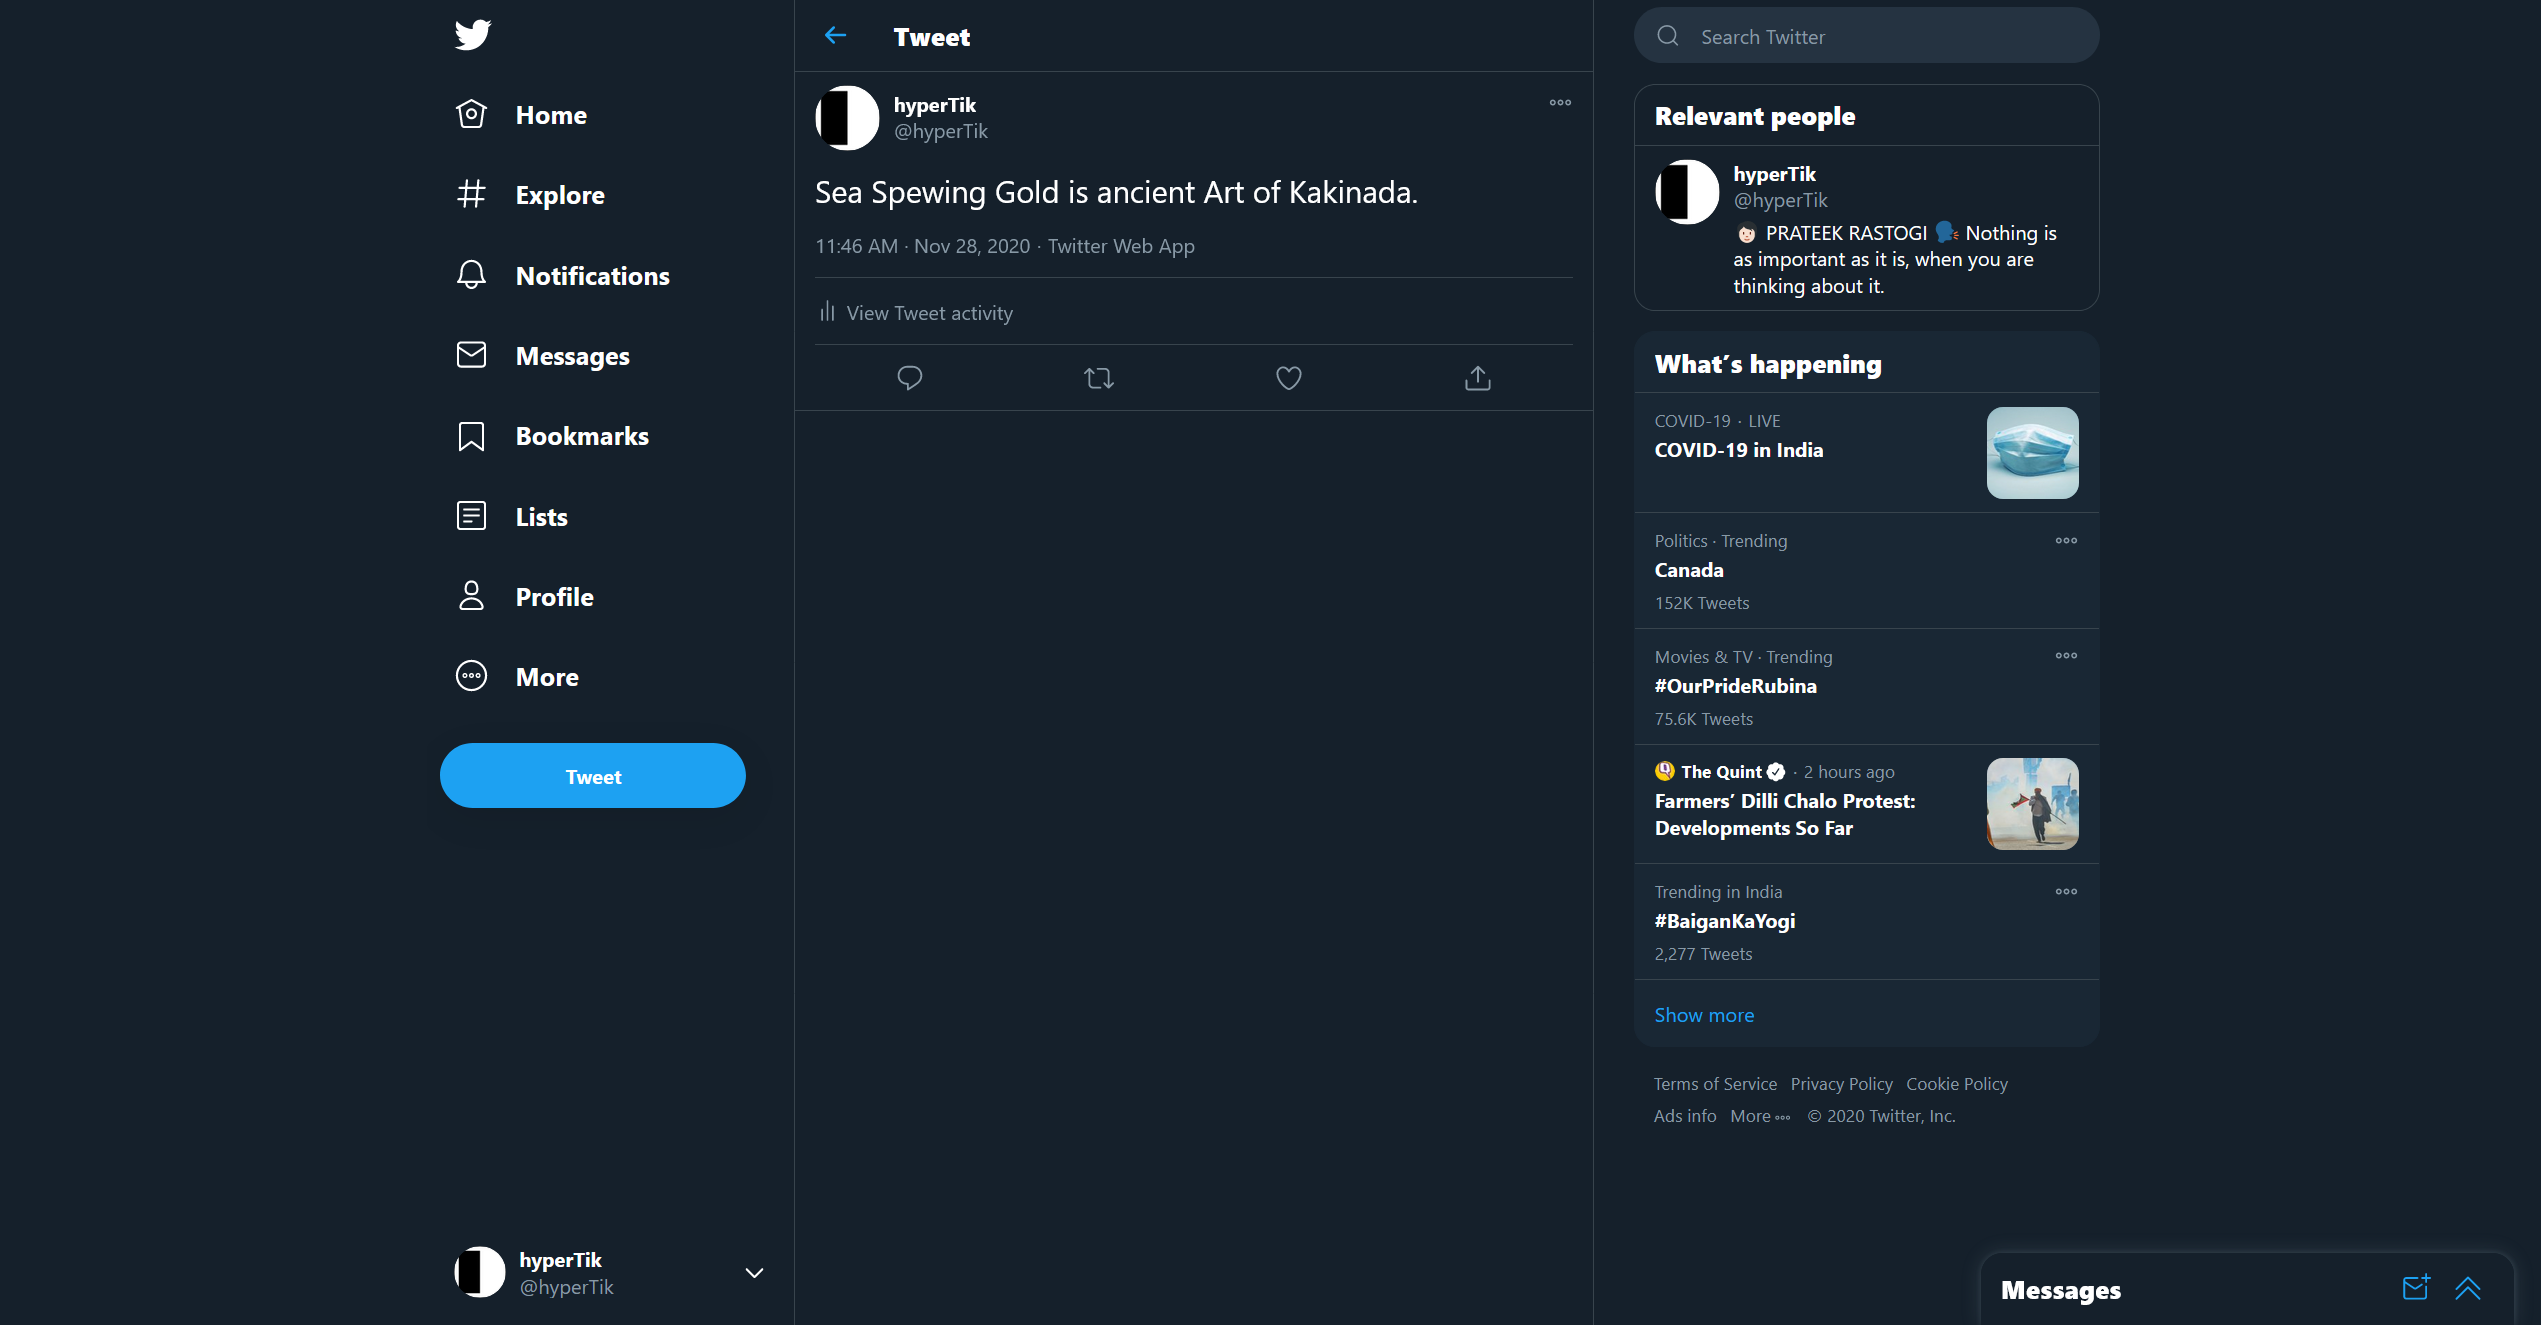 Home
Explore
Notifications
Messages
Bookmarks
Lists
Profile
More
Tweet
hyperTik
@hyperTik
Tweet
hyperTik
@hyperTik
Sea Spewing Gold is ancient Art of Kakinada.
11:46 AM · Nov 28, 2020 · Twitter Web App
View Tweet activity
Search Twitter
Relevant people
hyperTik
@hyperTik
PRATEEK RASTOGI Nothing is
as important as it is, when you are
thinking about it.
What's happening
COVID-19 · LIVE
COVID-19 in India
Politics · Trending
Canada
152K Tweets
Movies & TV · Trending
#OurPrideRubina
75.6K Tweets
The Quint · 2 hours ago
Farmers' Dilli Chalo Protest:
Developments So Far
Trending in India
#BaiganKaYogi
2,277 Tweets
Show more
Terms of Service Privacy Policy Cookie Policy
Ads info More © 2020 Twitter, Inc.
Messages